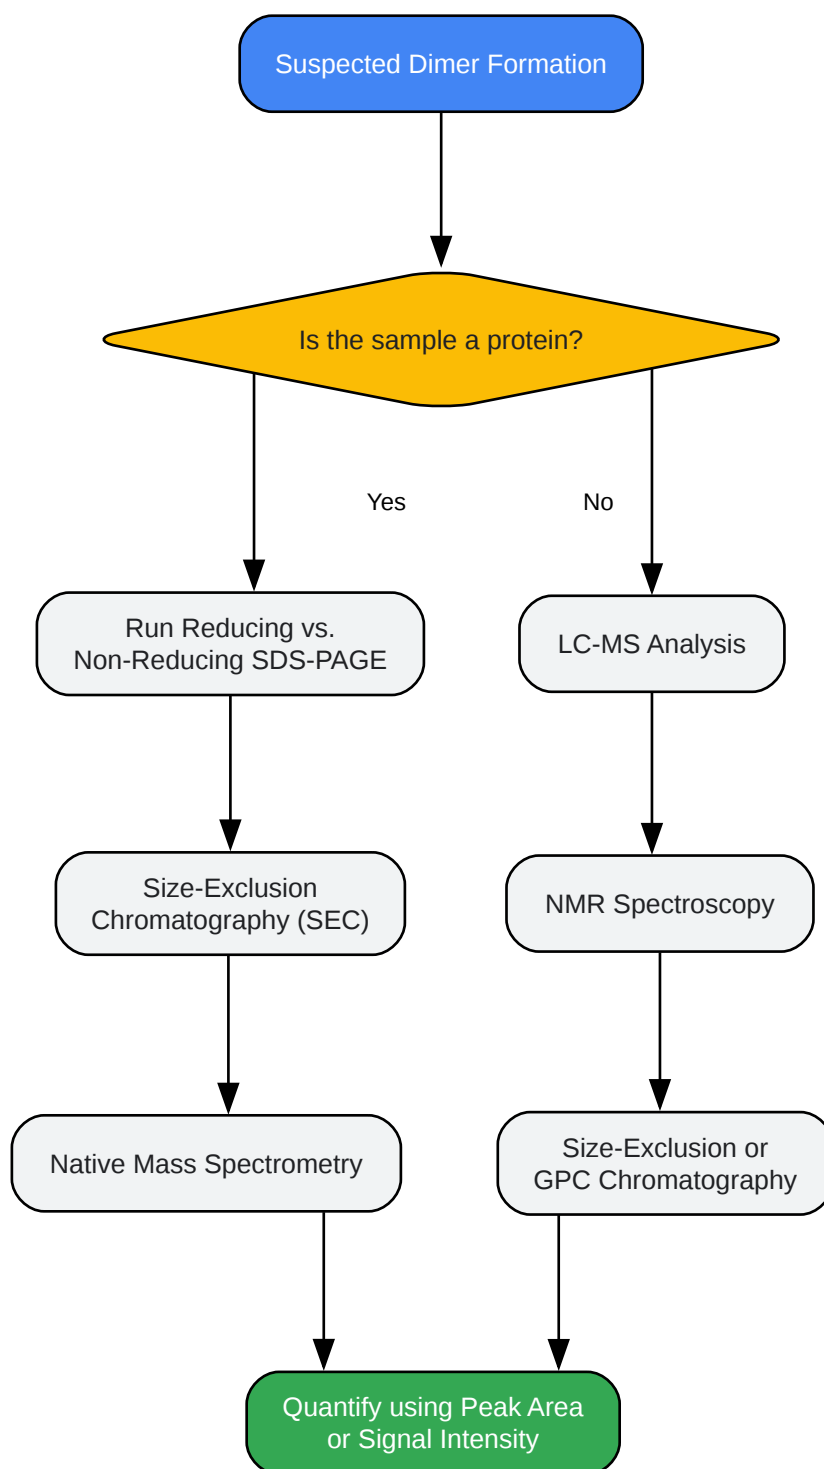 Suspected Dimer Formation
Is the sample a protein?
Yes
No
Run Reducing vs.
Non-Reducing SDS-PAGE
LC-MS Analysis
Size-Exclusion
Chromatography (SEC)
NMR Spectroscopy
Native Mass Spectrometry
Size-Exclusion or
GPC Chromatography
Quantify using Peak Area
or Signal Intensity